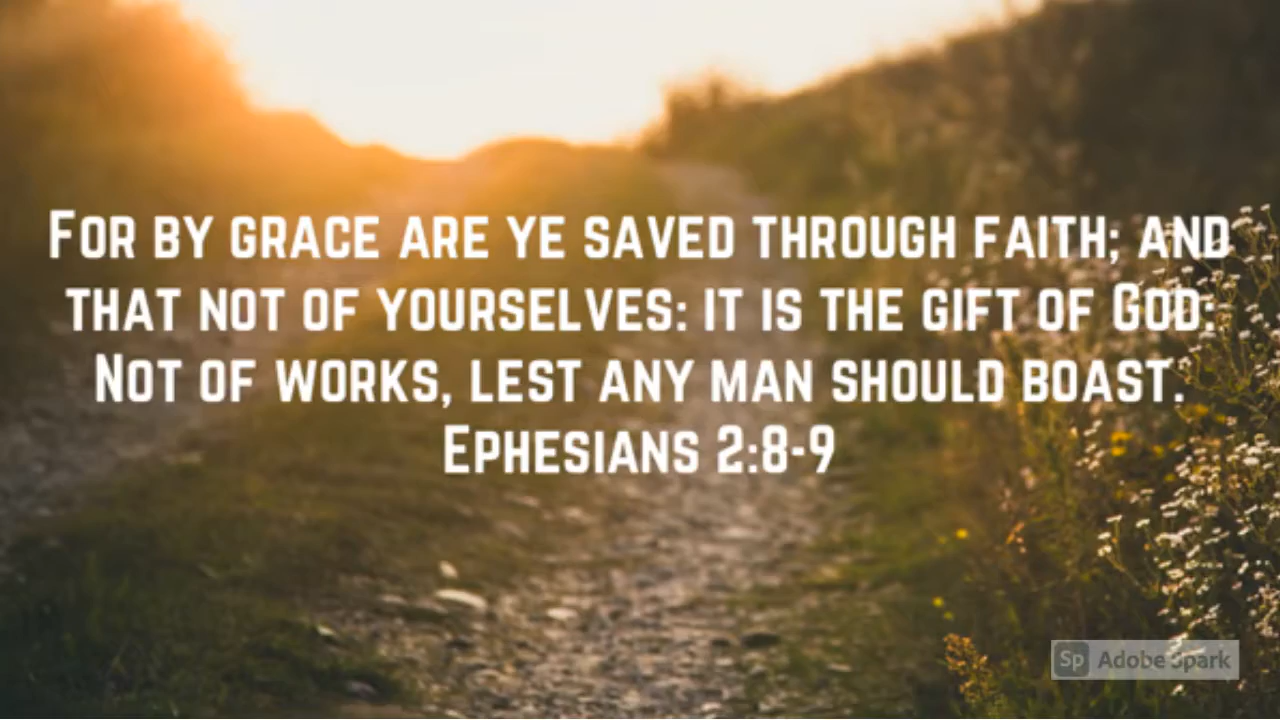 For by grace are ye saved through faith; and
that not of yourselves: it is the gift of God:
Not of works, lest any man should boast.
Ephesians 2:8-9
Sp Adobe Spark